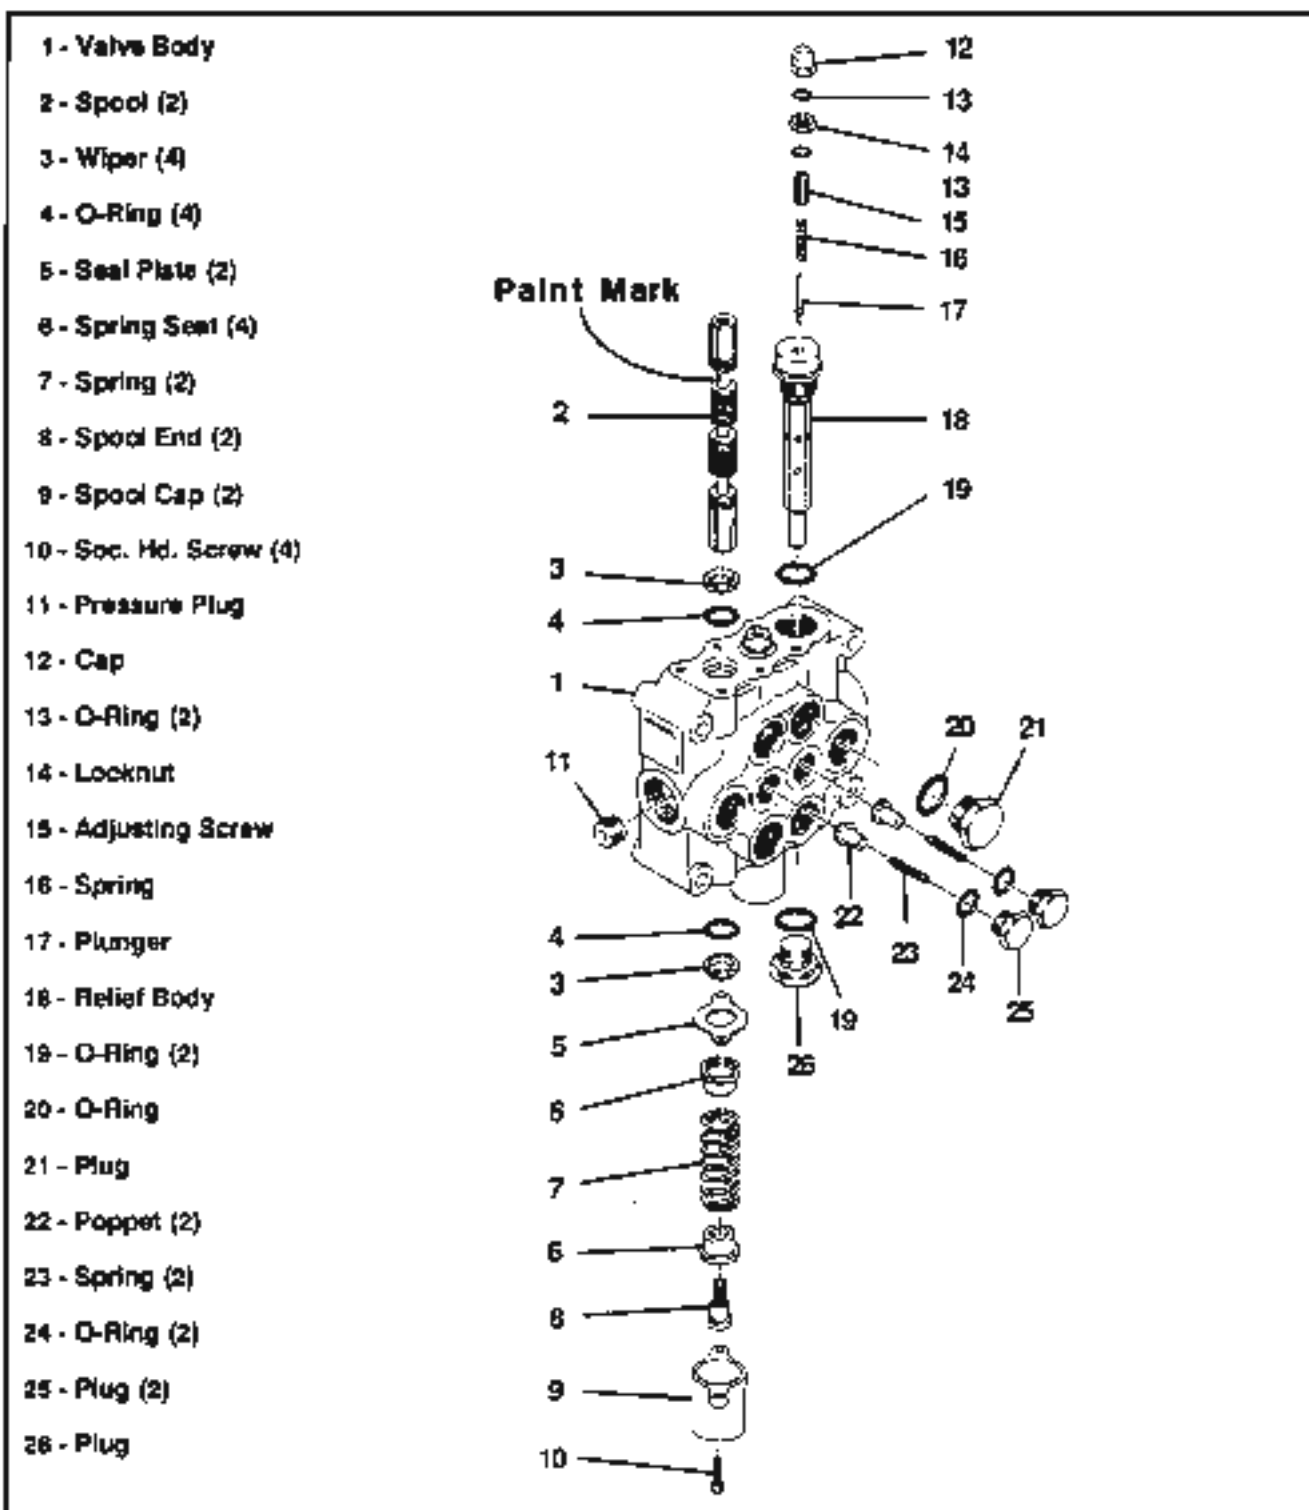 1 - Valve Body
2 - Spool (2)
3 - Wiper (4)
4 - O-Ring (4)
5 - Seal Plate (2)
6 - Spring Seat (4)
7 - Spring (2)
8 - Spool End (2)
9 - Spool Cap (2)
10 - Soc. Hd. Screw (4)
11 - Pressure Plug
12 - Cap
13 - O-Ring (2)
14 - Locknut
15 - Adjusting Screw
16 - Spring
17 - Plunger
18 - Relief Body
19 - O-Ring (2)
20 - O-Ring
21 - Plug
22 - Poppet (2)
23 - Spring (2)
24 - O-Ring (2)
25 - Plug (2)
26 - Plug
12
13
14
13
15
16
17
Paint Mark
2
18
19
3
4
1
20
21
11
22
23
24
25
4
3
19
26
5
6
7
6
8
9
10